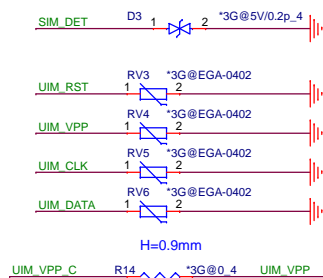 D3 *3G@5V/0.2p_4
SIM_DET 1 2
RV3 *3G@EGA-0402
UIM_RST 1 2
RV4 *3G@EGA-0402
UIM_VPP 1 2
RV5 *3G@EGA-0402
UIM_CLK 1 2
RV6 *3G@EGA-0402
UIM_DATA 1 2
H=0.9mm
UIM_VPP_C R14 *3G@0_4 UIM_VPP